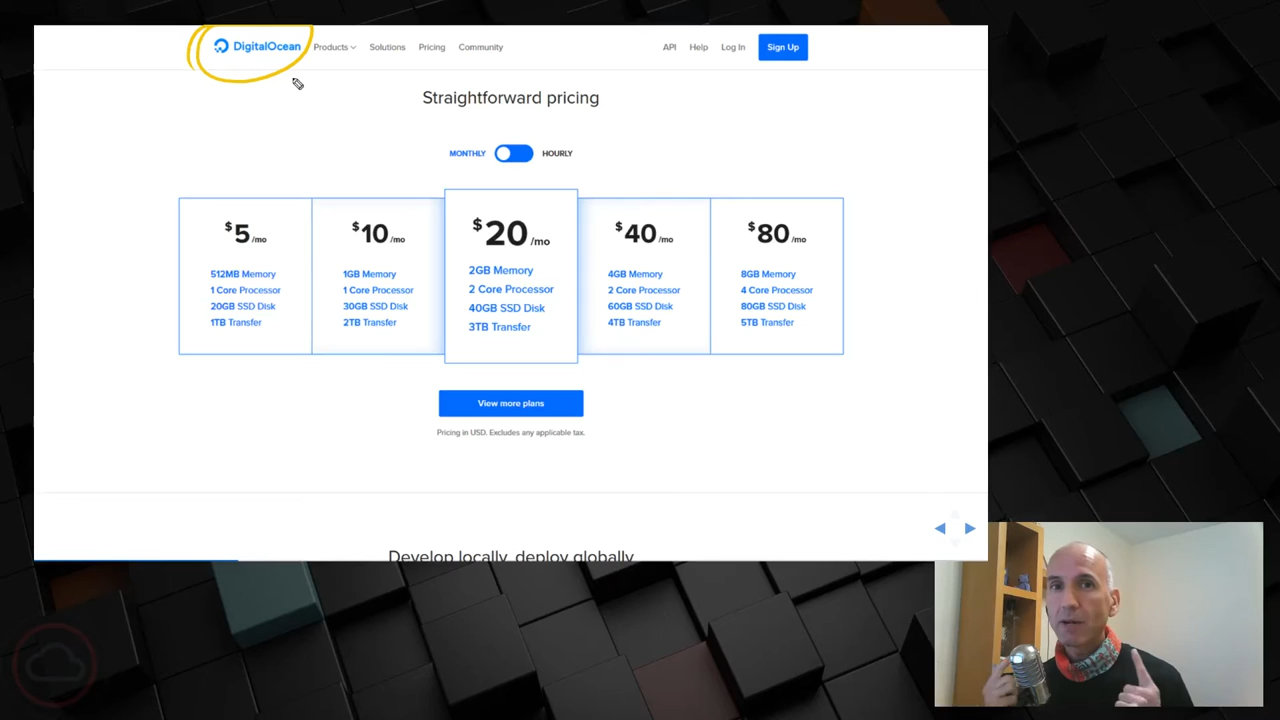 DigitalOcean Products Solutions Pricing Community API Help Log In Sign Up
Straightforward pricing
MONTHLY HOURLY
$5/mo
512MB Memory
1 Core Processor
20GB SSD Disk
1TB Transfer
$10/mo
1GB Memory
1 Core Processor
30GB SSD Disk
2TB Transfer
$20/mo
2GB Memory
2 Core Processor
40GB SSD Disk
3TB Transfer
$40/mo
4GB Memory
2 Core Processor
60GB SSD Disk
4TB Transfer
$80/mo
8GB Memory
4 Core Processor
80GB SSD Disk
5TB Transfer
View more plans
Pricing in USD. Excludes any applicable tax.
Develop locally, deploy globally